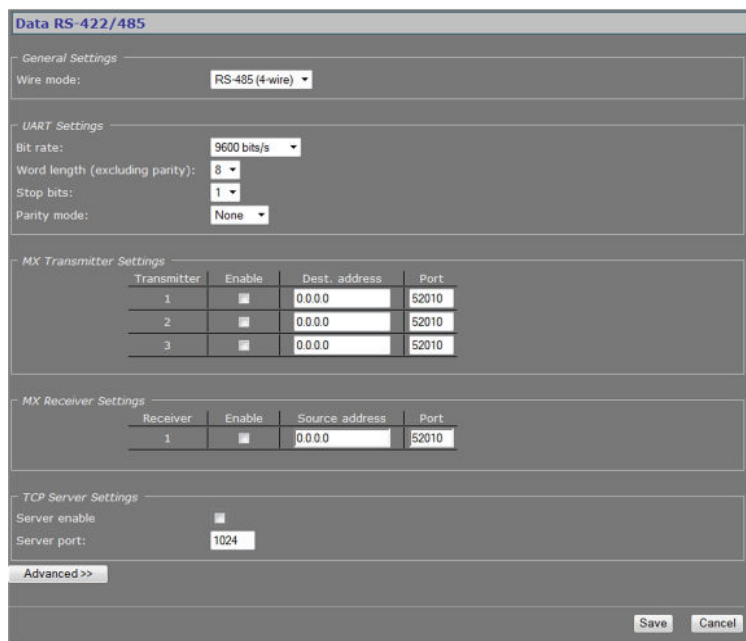 Data RS-422/485
General Settings
Wire mode: RS-485 (4-wire)
UART Settings
Bit rate: 9600 bits/s
Word length (excluding parity): 8
Stop bits: 1
Parity mode: None
MX Transmitter Settings
Transmitter Enable Dest. address Port
1 0.0.0.0 52010
2 0.0.0.0 52010
3 0.0.0.0 52010
MX Receiver Settings
Receiver Enable Source address Port
1 0.0.0.0 52010
TCP Server Settings
Server enable
Server port: 1024
Advanced >>
Save Cancel